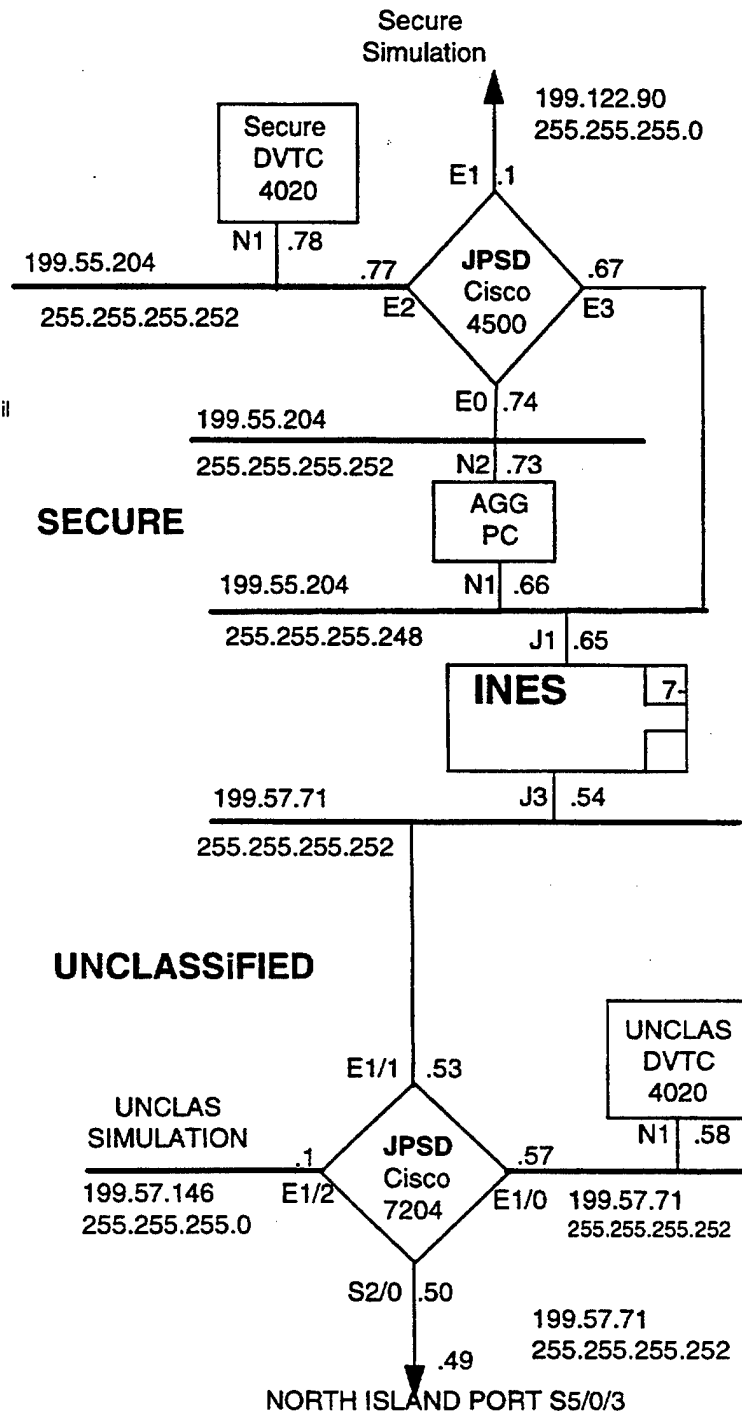 Secure
Simulation
199.122.90
255.255.255.0
Secure
DVTC
4020
E1 .1
N1 .78
199.55.204
.77
JPSD
Cisco
4500
.67
E2
E3
255.255.255.252
il
E0 .74
199.55.204
255.255.255.252
N2 .73
AGG
PC
SECURE
199.55.204
N1 .66
255.255.255.248
J1 .65
INES
7-
199.57.71
J3 .54
255.255.255.252
UNCLASSiFIED
UNCLAS
DVTC
4020
E1/1 .53
UNCLAS
SIMULATION
N1 .58
.1
JPSD
Cisco
7204
.57
E1/2
E1/0
199.57.146
255.255.255.0
199.57.71
255.255.255.252
S2/0 .50
199.57.71
255.255.255.252
.49
NORTH ISLAND PORT S5/0/3